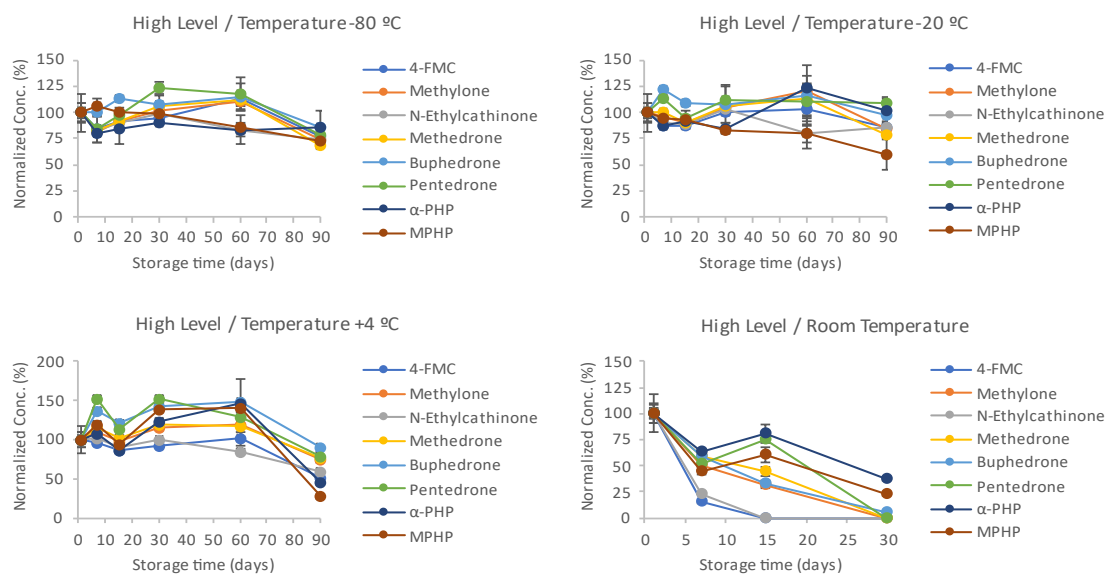 High Level / Temperature -80 ºC
Normalized Conc. (%)
150
125
100
75
50
25
0
0 10 20 30 40 50 60 70 80 90
Storage time (days)
4-FMC
Methylone
N-Ethylcathinone
Methedrone
Buphedrone
Pentedrone
α-PHP
MPHP
High Level / Temperature -20 ºC
Normalized Conc. (%)
150
125
100
75
50
25
0
0 10 20 30 40 50 60 70 80 90
Storage time (days)
4-FMC
Methylone
N-Ethylcathinone
Methedrone
Buphedrone
Pentedrone
α-PHP
MPHP
High Level / Temperature +4 ºC
Normalized Conc. (%)
200
150
100
50
0
0 10 20 30 40 50 60 70 80 90
Storage time (days)
4-FMC
Methylone
N-Ethylcathinone
Methedrone
Buphedrone
Pentedrone
α-PHP
MPHP
High Level / Room Temperature
Normalized Conc. (%)
150
125
100
75
50
25
0
0 5 10 15 20 25 30
Storage time (days)
4-FMC
Methylone
N-Ethylcathinone
Methedrone
Buphedrone
Pentedrone
α-PHP
MPHP